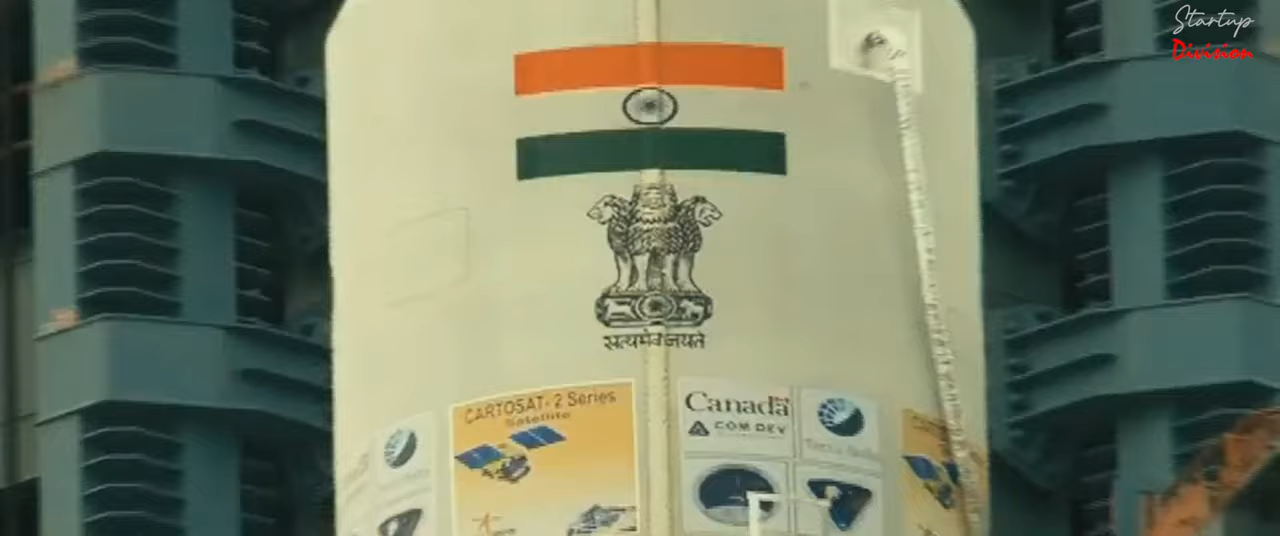 Startup
Division
सत्यमेव जयते
CARTOSAT- 2 Series
Satellite
Canada
COM DEV